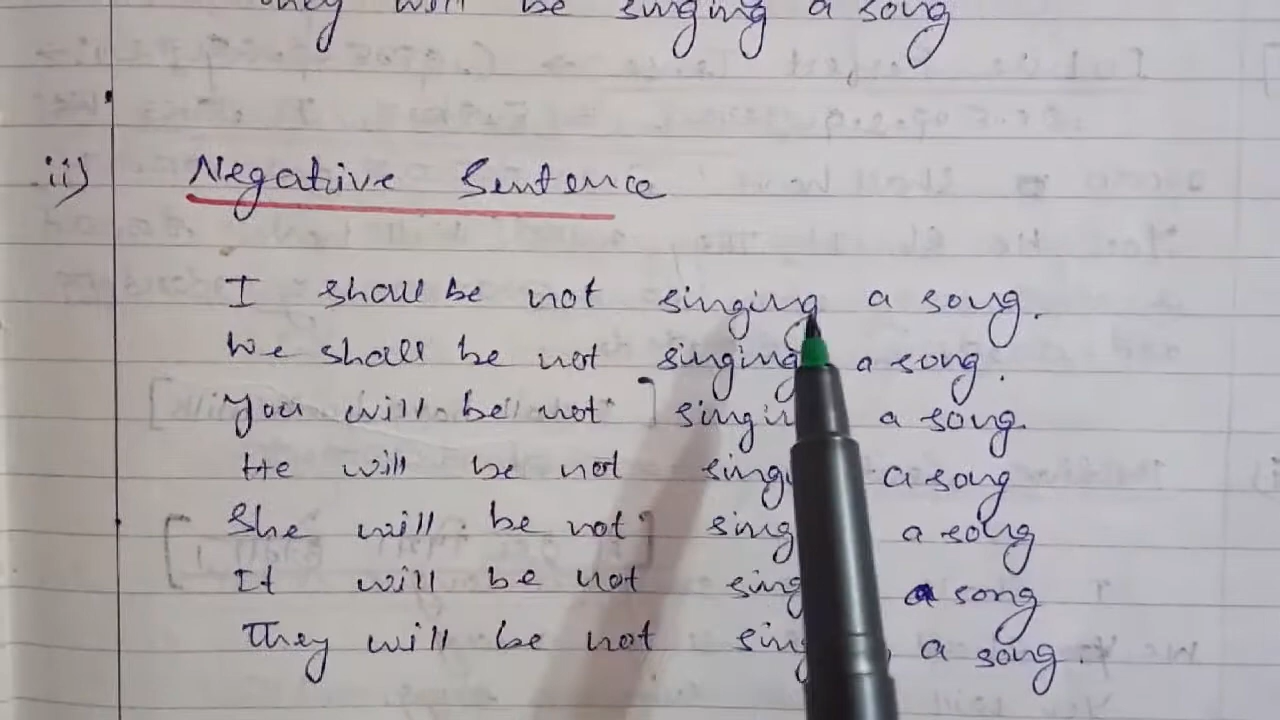 they will be singing a song
ii) Negative Sentence
I shall be not singing a song.
We shall be not singing a song.
You will be not a song.
He will be not a song
She will be not a song
It will be not a song
They will be not a song.